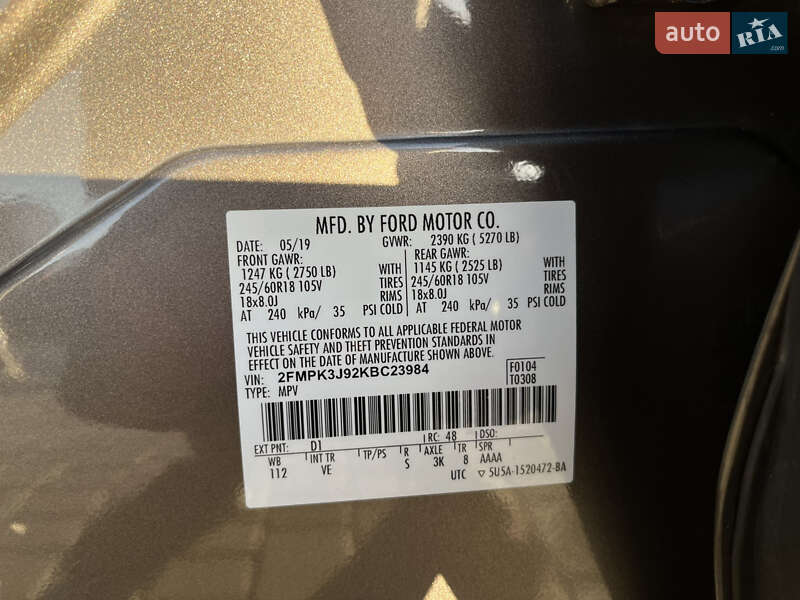 auto RIA .com
MFD. BY FORD MOTOR CO.
DATE: 05/19 GVWR: 2390 KG (5270 LB)
FRONT GAWR: REAR GAWR:
1247 KG (2750 LB) WITH 1145 KG (2525 LB) WITH
245/60R18 105V TIRES 245/60R18 105V TIRES
18x8.0J RIMS 18x8.0J RIMS
AT 240 kPa/ 35 PSI COLD AT 240 kPa/ 35 PSI COLD
THIS VEHICLE CONFORMS TO ALL APPLICABLE FEDERAL MOTOR
VEHICLE SAFETY AND THEFT PREVENTION STANDARDS IN
EFFECT ON THE DATE OF MANUFACTURE SHOWN ABOVE.
VIN: 2FMPK3J92KBC23984 F0104
TYPE: MPV T0308
EXT PNT: D1 RC: 48 DSO:
WB INT TR TP/PS R AXLE TR SPR
112 VE S 3K 8 AAAA
UTC ▽ 5U5A-1520472-BA